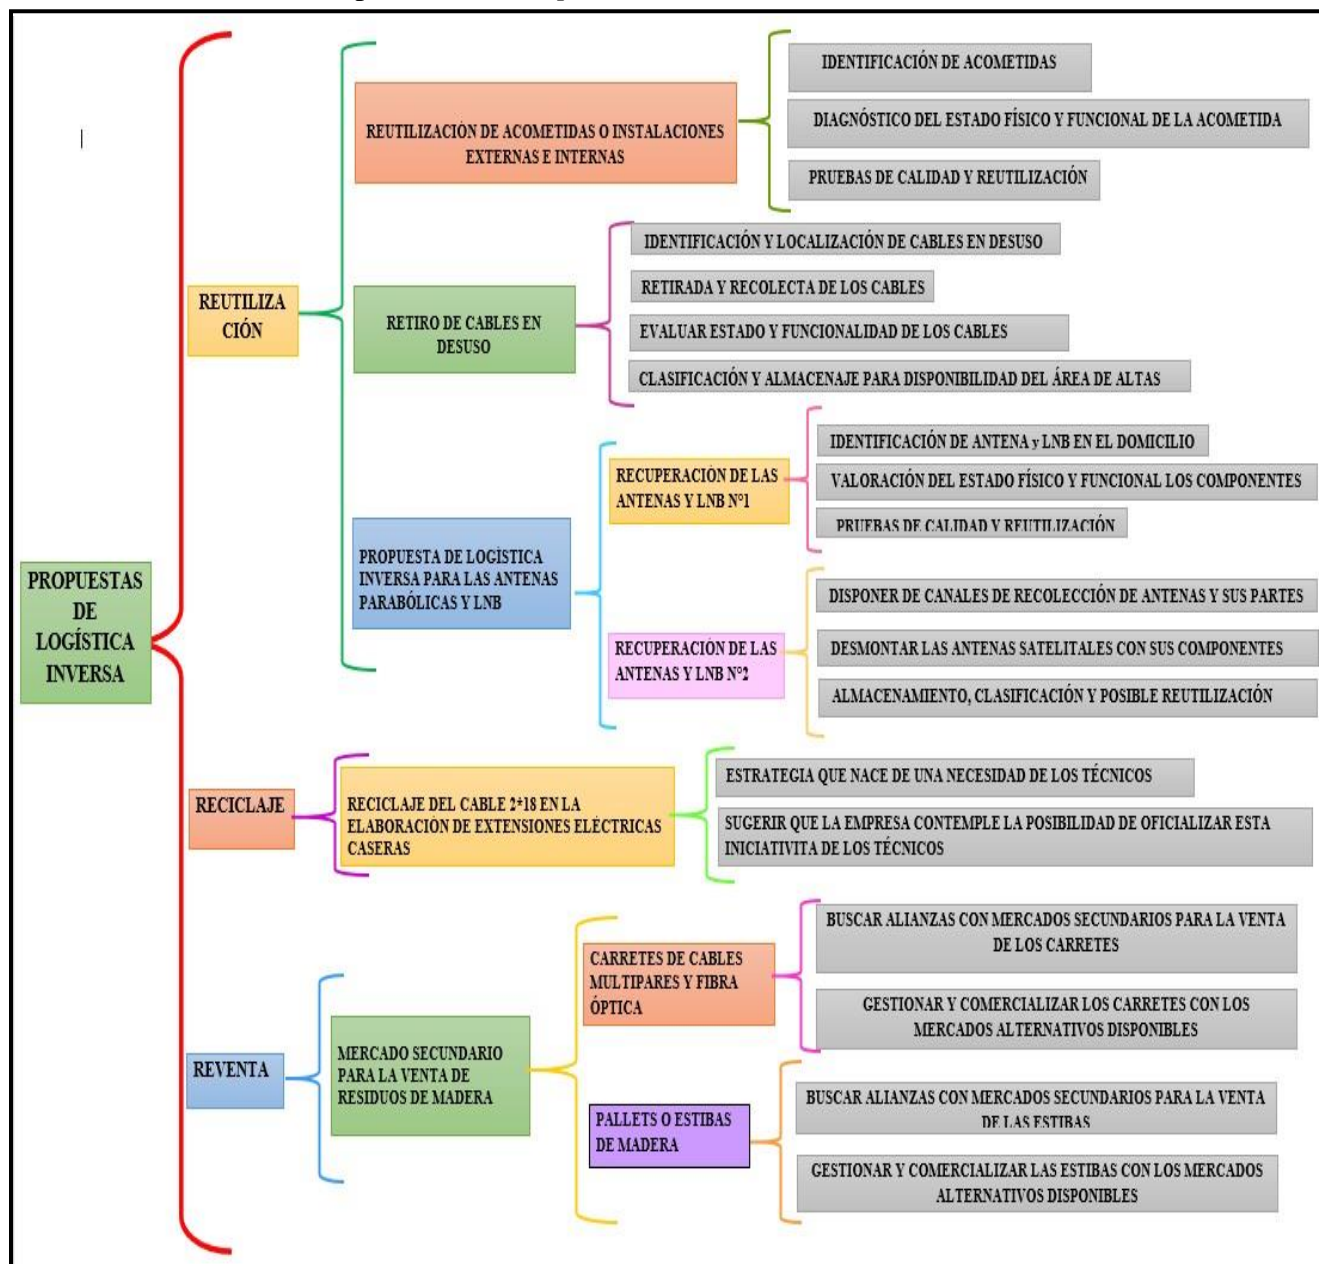 PROPUESTAS
DE
LOGÍSTICA
INVERSA
REUTILIZA
CIÓN
REUTILIZACIÓN DE ACOMETIDAS O INSTALACIONES
EXTERNAS E INTERNAS
IDENTIFICACIÓN DE ACOMETIDAS
DIAGNÓSTICO DEL ESTADO FÍSICO Y FUNCIONAL DE LA ACOMETIDA
PRUEBAS DE CALIDAD Y REUTILIZACIÓN
RETIRO DE CABLES EN
DESUSO
IDENTIFICACIÓN Y LOCALIZACIÓN DE CABLES EN DESUSO
RETIRADA Y RECOLECTA DE LOS CABLES
EVALUAR ESTADO Y FUNCIONALIDAD DE LOS CABLES
CLASIFICACIÓN Y ALMACENAJE PARA DISPONIBILIDAD DEL ÁREA DE ALTAS
PROPUESTA DE LOGÍSTICA
INVERSA PARA LAS ANTENAS
PARABÓLICAS Y LNB
RECUPERACIÓN DE LAS
ANTENAS Y LNB N°1
IDENTIFICACIÓN DE ANTENA y LNB EN EL DOMICILIO
VALORACIÓN DEL ESTADO FÍSICO Y FUNCIONAL LOS COMPONENTES
PRUEBAS DE CALIDAD Y REUTILIZACIÓN
RECUPERACIÓN DE LAS
ANTENAS Y LNB N°2
DISPONER DE CANALES DE RECOLECCIÓN DE ANTENAS Y SUS PARTES
DESMONTAR LAS ANTENAS SATELITALES CON SUS COMPONENTES
ALMACENAMIENTO, CLASIFICACIÓN Y POSIBLE REUTILIZACIÓN
RECICLAJE
RECICLAJE DEL CABLE 2*18 EN LA
ELABORACIÓN DE EXTENSIONES ELÉCTRICAS
CASERAS
ESTRATEGIA QUE NACE DE UNA NECESIDAD DE LOS TÉCNICOS
SUGERIR QUE LA EMPRESA CONTEMPLE LA POSIBILIDAD DE OFICIALIZAR ESTA
INICIATIVITA DE LOS TÉCNICOS
REVENTA
MERCADO SECUNDARIO
PARA LA VENTA DE
RESIDUOS DE MADERA
CARRETES DE CABLES
MULTIPARES Y FIBRA
ÓPTICA
BUSCAR ALIANZAS CON MERCADOS SECUNDARIOS PARA LA VENTA
DE LOS CARRETES
GESTIONAR Y COMERCIALIZAR LOS CARRETES CON LOS
MERCADOS ALTERNATIVOS DISPONIBLES
PALLETS O ESTIBAS
DE MADERA
BUSCAR ALIANZAS CON MERCADOS SECUNDARIOS PARA LA VENTA
DE LAS ESTIBAS
GESTIONAR Y COMERCIALIZAR LAS ESTIBAS CON LOS MERCADOS
ALTERNATIVOS DISPONIBLES